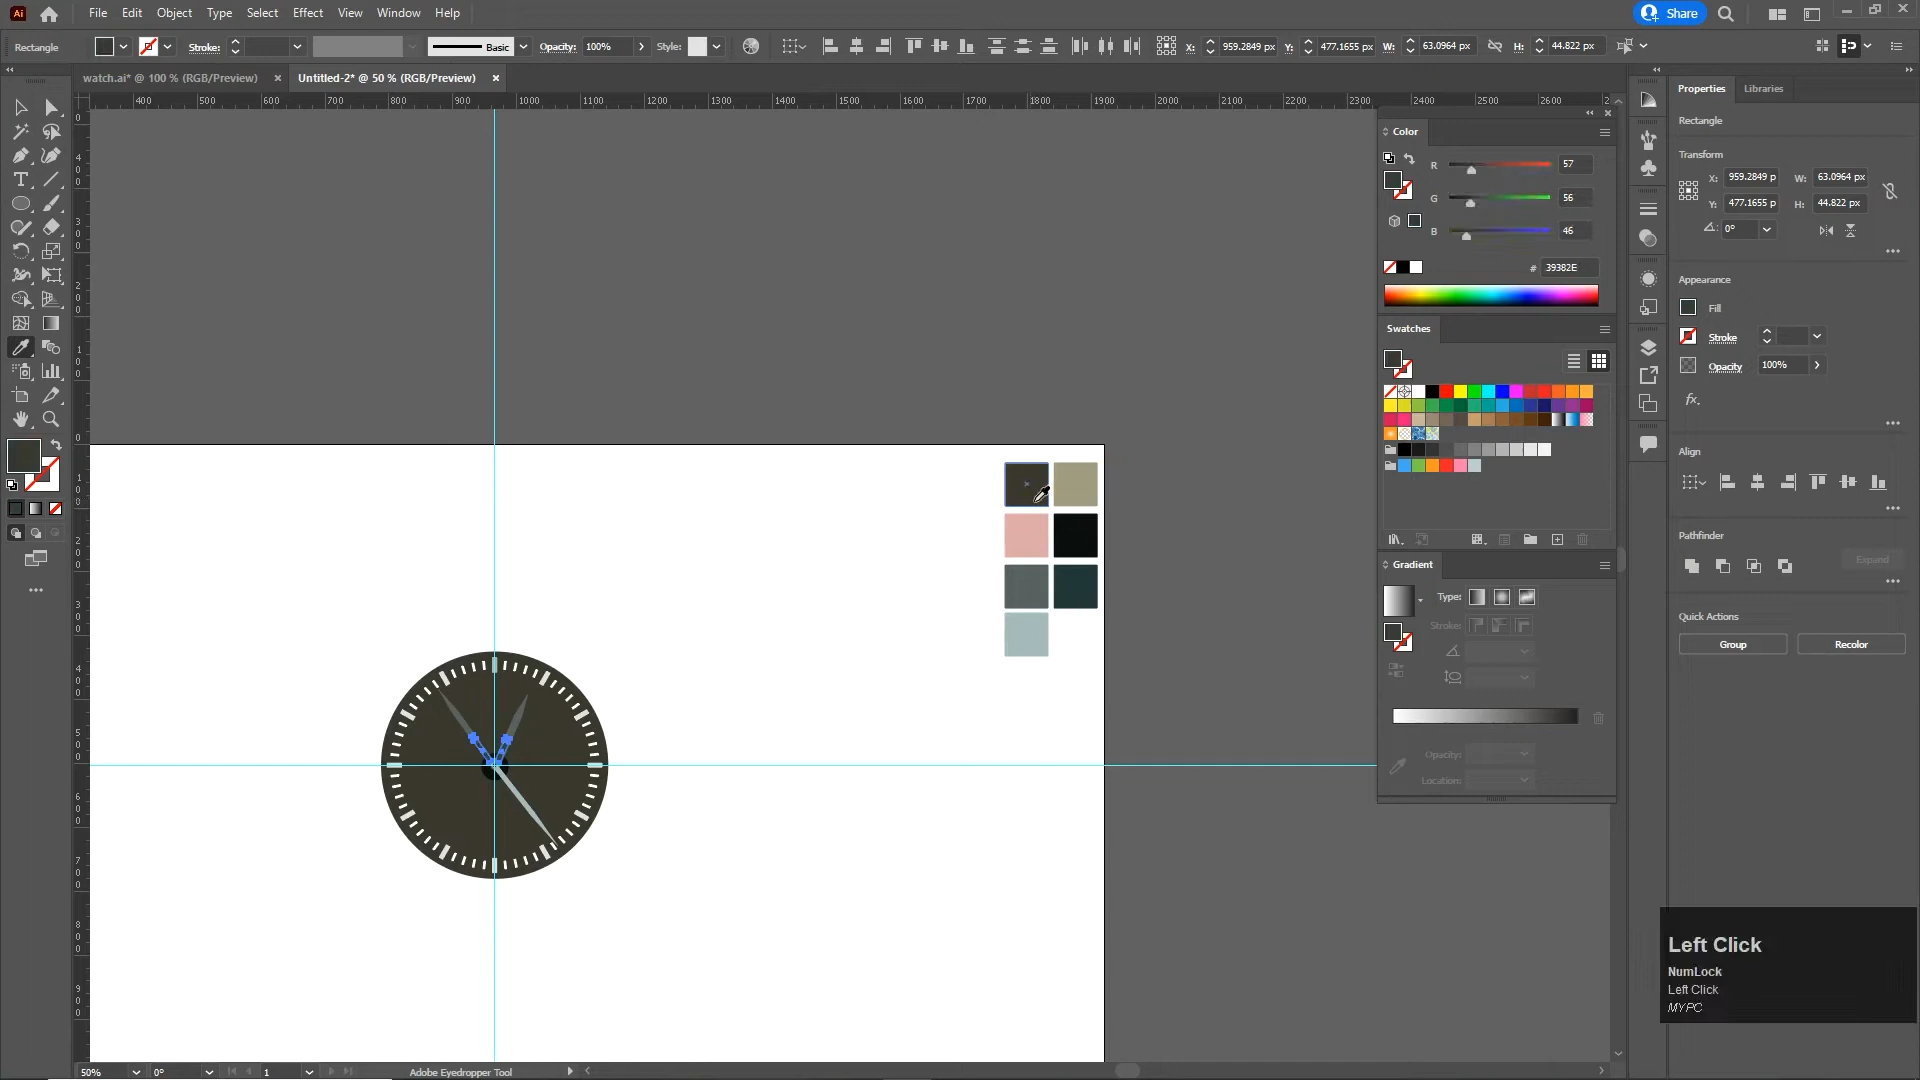 Ai File Edit Object Type Select Effect View Window Help Share
Rectangle Stroke: Basic Opacity: 100% Style: X: 959.2849 px Y: 477.1655 px W: 63.0964 px H: 44.822 px
watch.ai* @ 100 % (RGB/Preview) × Untitled-2* @ 50 % (RGB/Preview) ×
400 500 600 700 800 900 1000 1100 1200 1300 1400 1500 1600 1700 1800 1900 2000 2100 2200 2300 2400 2500 2600
Properties Libraries
Rectangle
Transform
X: 959.2849 p W: 63.0964 px
Y: 477.1655 p H: 44.822 px
0°
Appearance
Fill
Stroke
Opacity 100%
fx.
Align
Pathfinder
Expand
Quick Actions
Group Recolor
Color
R 57
G 56
B 46
# 39382E
Swatches
Gradient
Type:
Stroke:
Opacity:
Location:
Left Click
NumLock
Left Click
MYPC
50% 0° 1 Adobe Eyedropper Tool